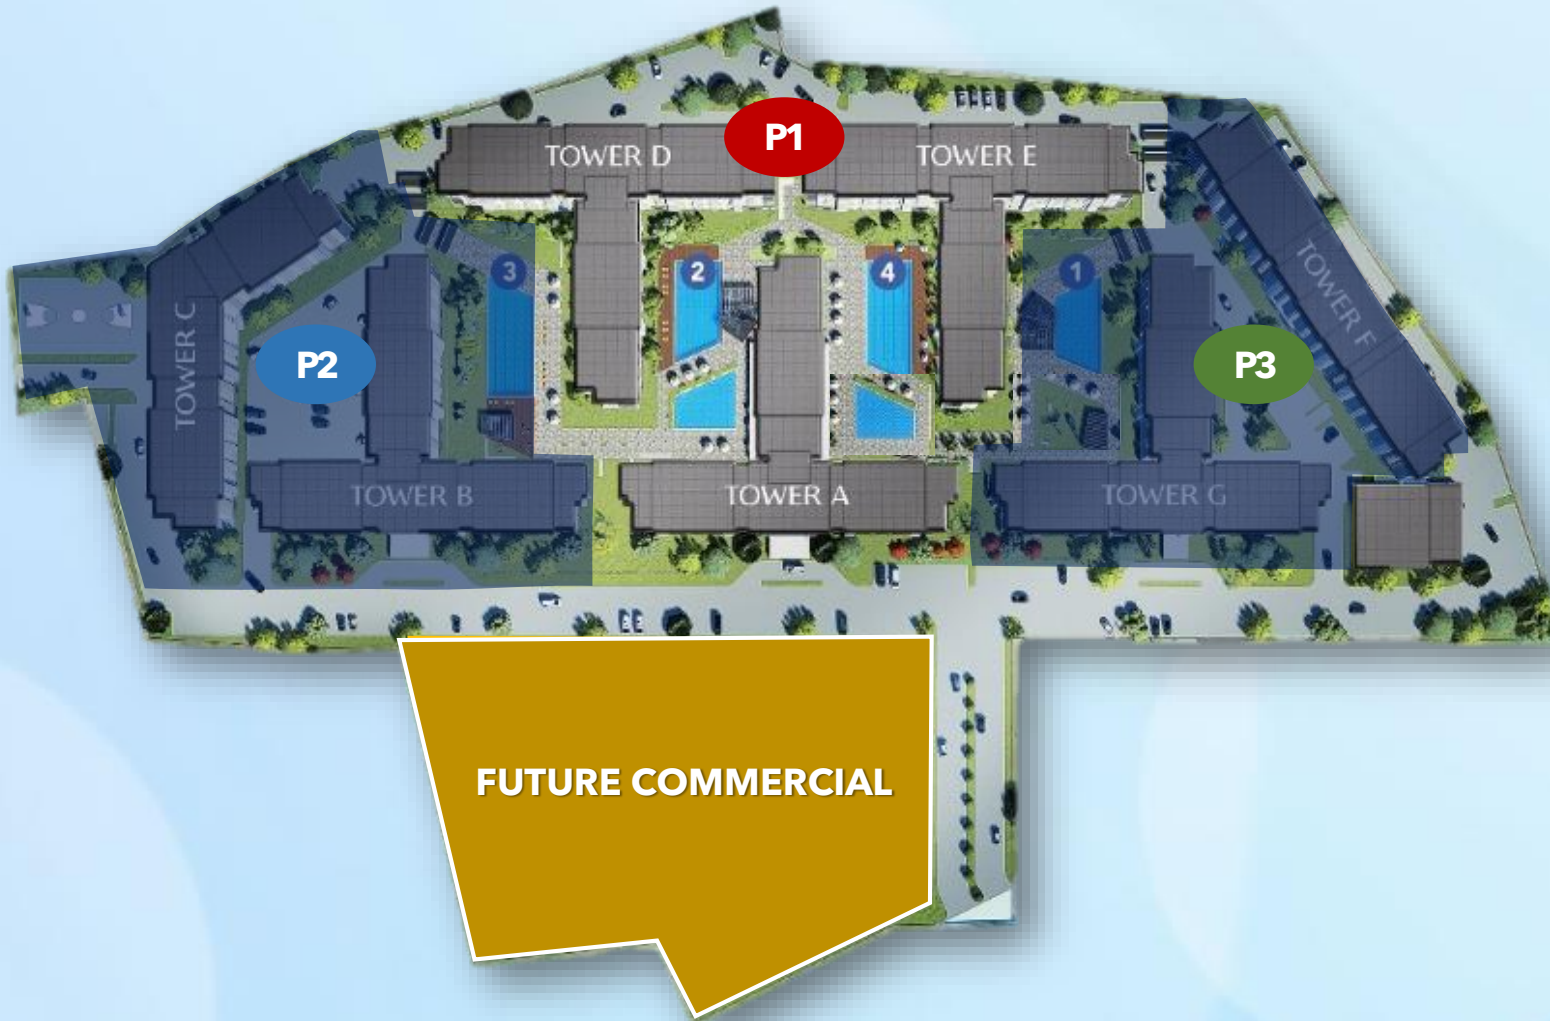 P1
TOWER D
TOWER E
3
2
4
1
TOWER C
P2
P3
TOWER F
TOWER B
TOWER A
TOWER G
FUTURE COMMERCIAL